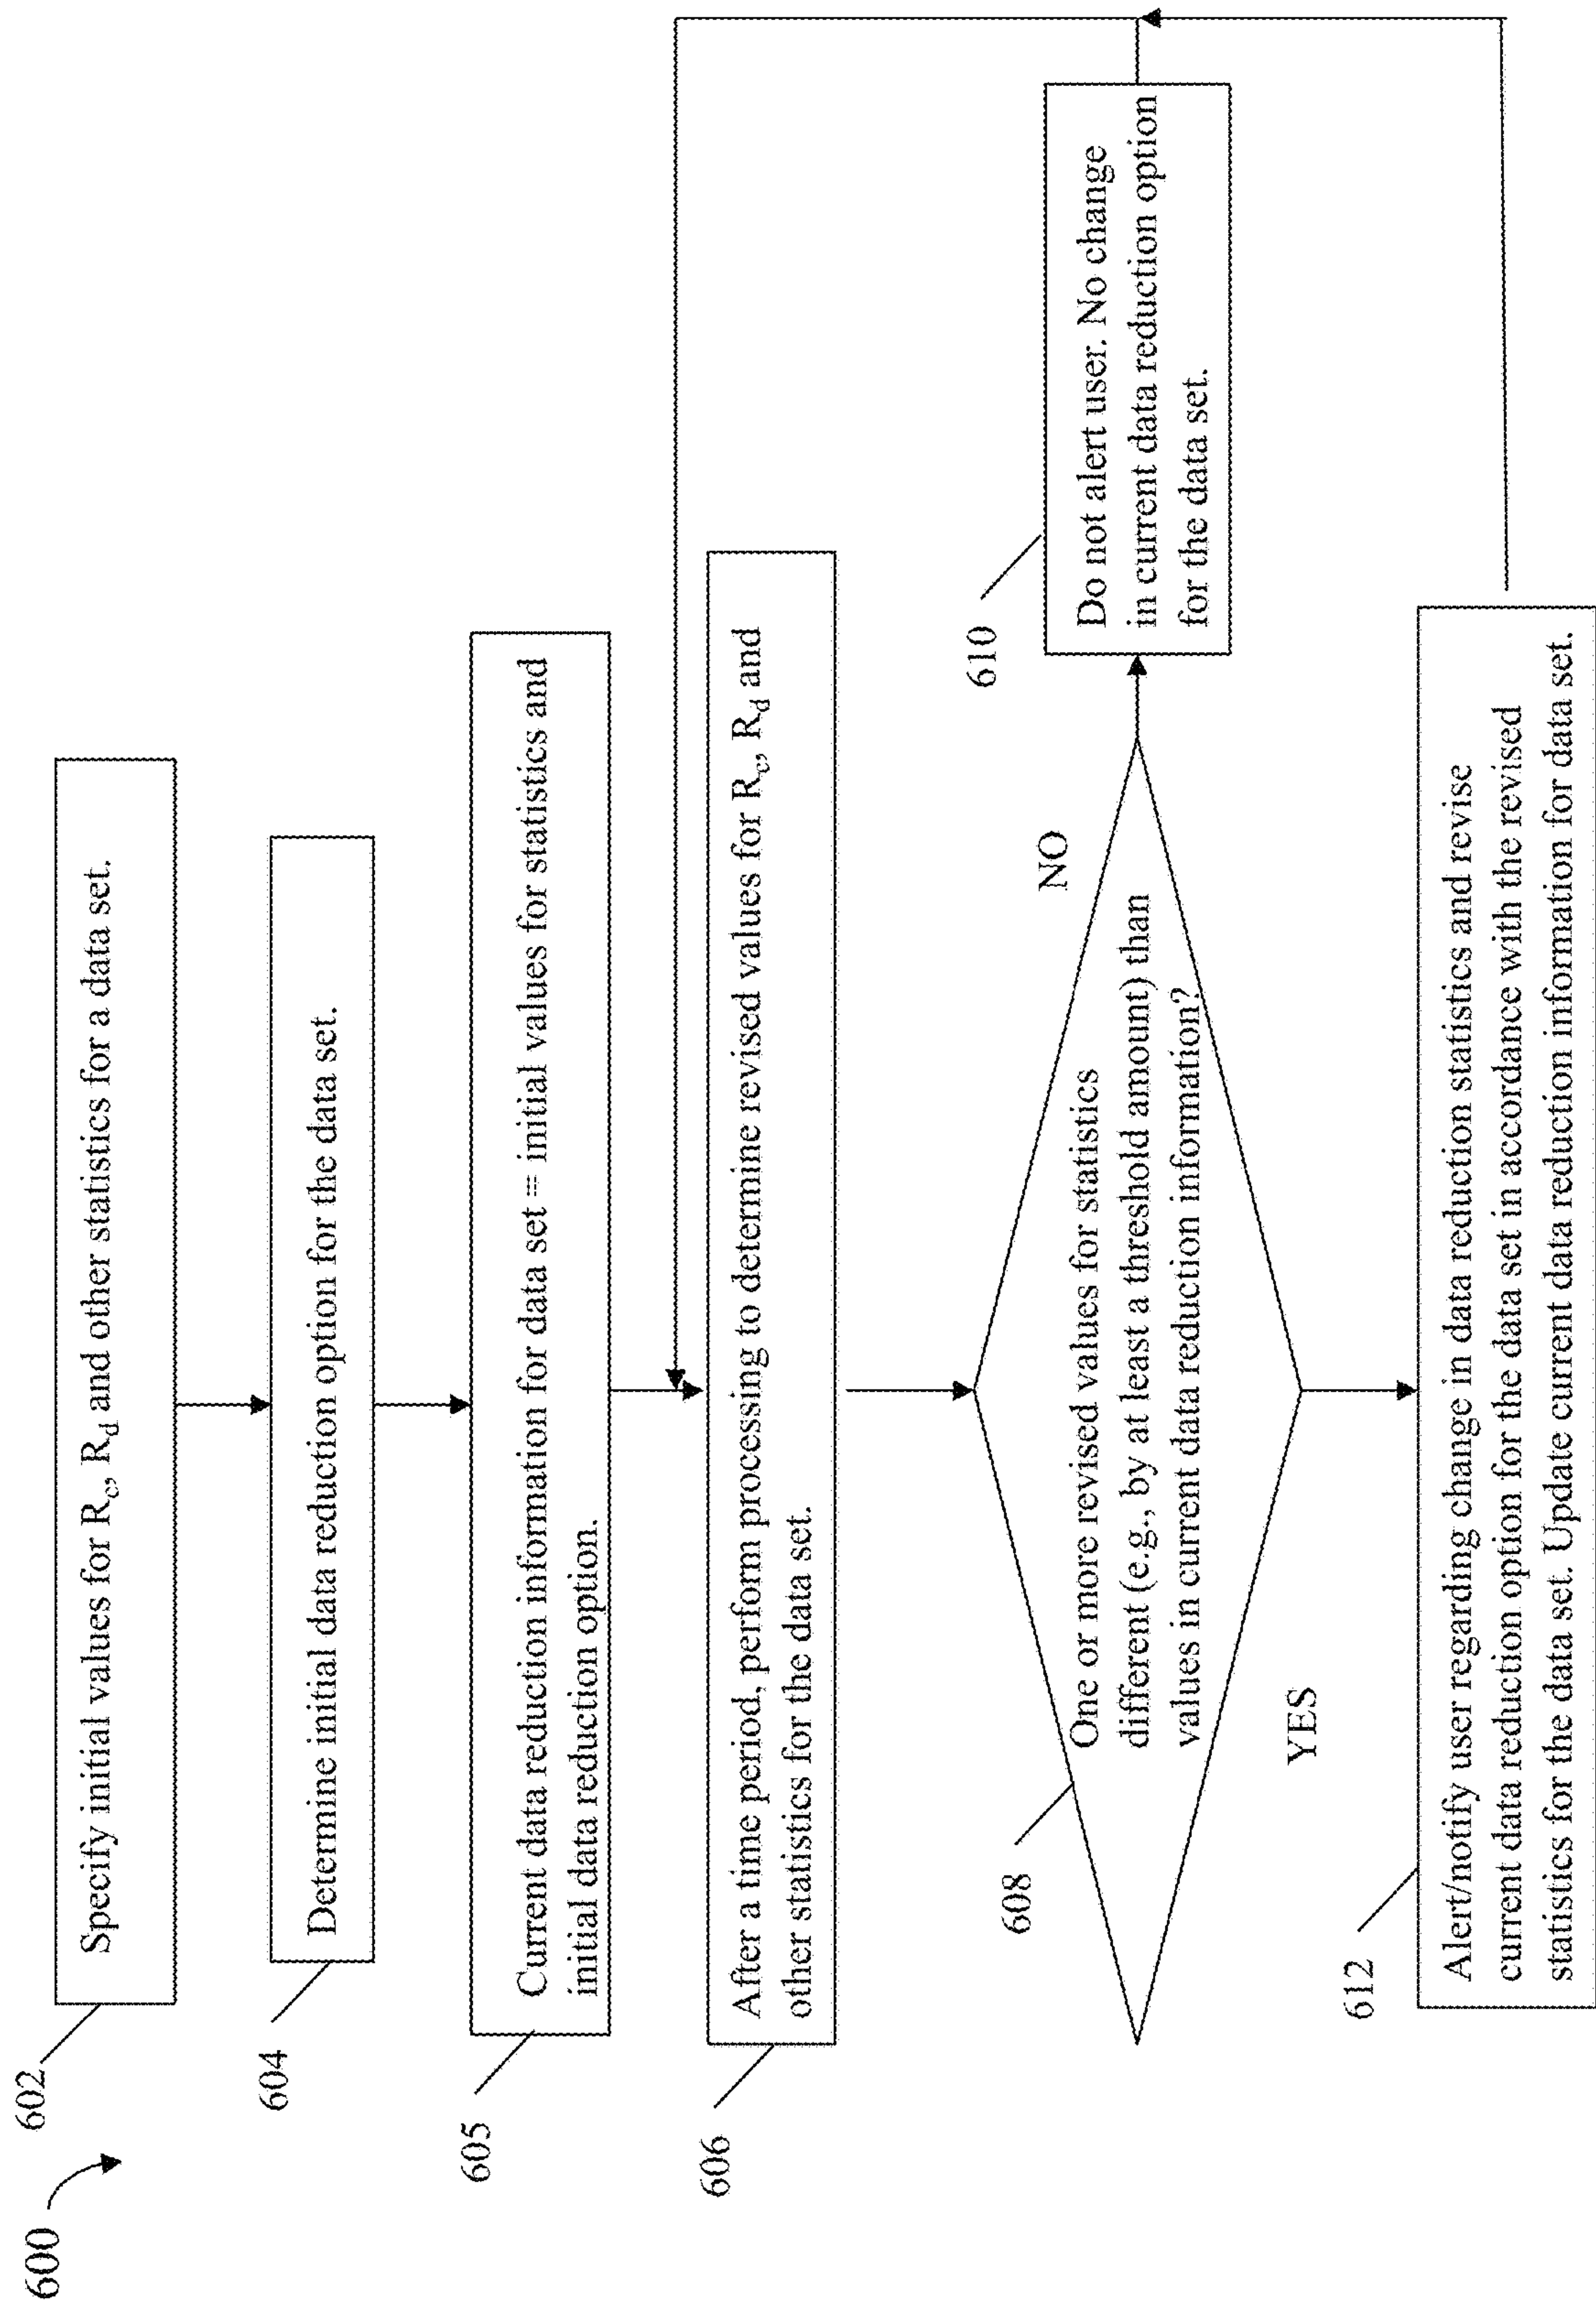 600
602
Specify initial values for Rc, Rd and other statistics for a data set.
604
Determine initial data reduction option for the data set.
605
Current data reduction information for data set = initial values for statistics and
initial data reduction option.
606
After a time period, perform processing to determine revised values for Rc, Rd and
other statistics for the data set.
608
One or more revised values for statistics
different (e.g., by at least a threshold amount) than
values in current data reduction information?
NO
610
Do not alert user. No change
in current data reduction option
for the data set.
YES
612
Alert/notify user regarding change in data reduction statistics and revise
current data reduction option for the data set in accordance with the revised
statistics for the data set. Update current data reduction information for data set.